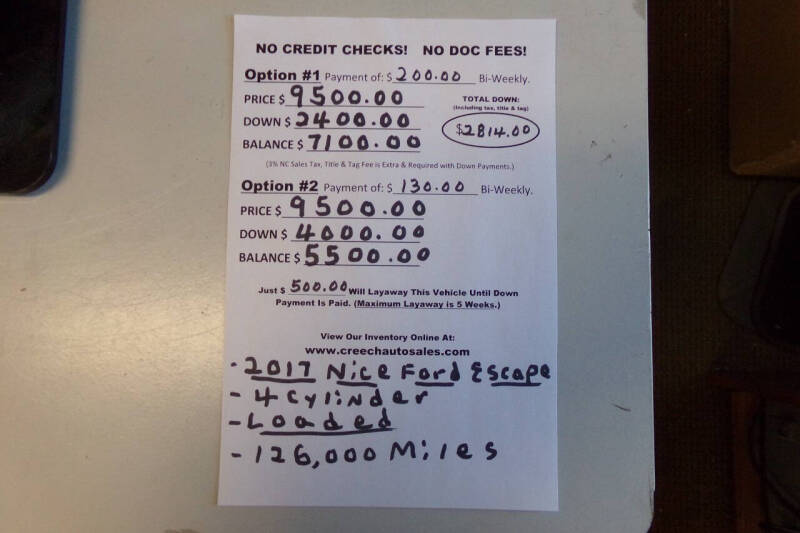 NO CREDIT CHECKS! NO DOC FEES!
Option #1 Payment of: $ 200.00 Bi-Weekly.
PRICE $ 9500.00
DOWN $ 2400.00
BALANCE $ 7100.00
TOTAL DOWN:
(Including tax, title & tag)
$2814.00
(3% NC Sales Tax, Title & Tag Fee is Extra & Required with Down Payments.)
Option #2 Payment of: $ 130.00 Bi-Weekly.
PRICE $ 9500.00
DOWN $ 4000.00
BALANCE $ 5500.00
Just $ 500.00 Will Layaway This Vehicle Until Down
Payment Is Paid. (Maximum Layaway is 5 Weeks.)
View Our Inventory Online At:
www.creechautosales.com
- 2017 Nice Ford Escape
- 4 Cylinder
- Loaded
- 126,000 Miles